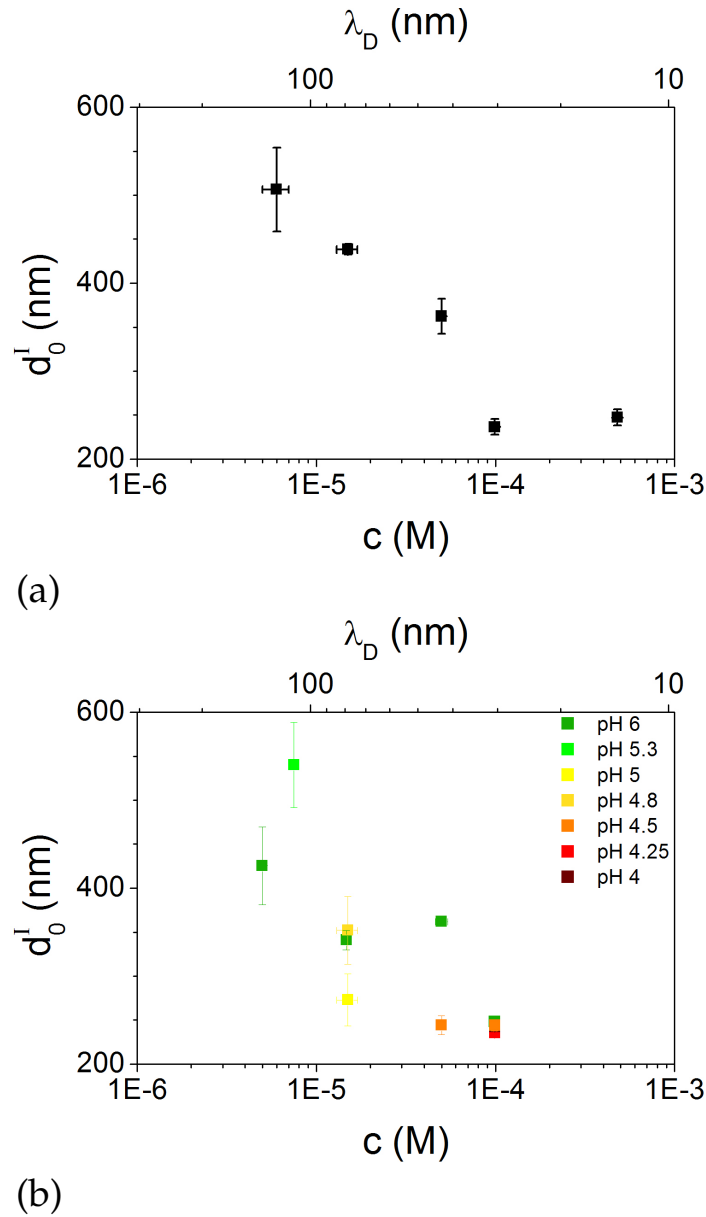 λD (nm)
100 10
600
400
200
d0I (nm)
1E-6 1E-5 1E-4 1E-3
c (M)
(a)
λD (nm)
100 10
600
400
200
d0I (nm)
pH 6
pH 5.3
pH 5
pH 4.8
pH 4.5
pH 4.25
pH 4
1E-6 1E-5 1E-4 1E-3
c (M)
(b)